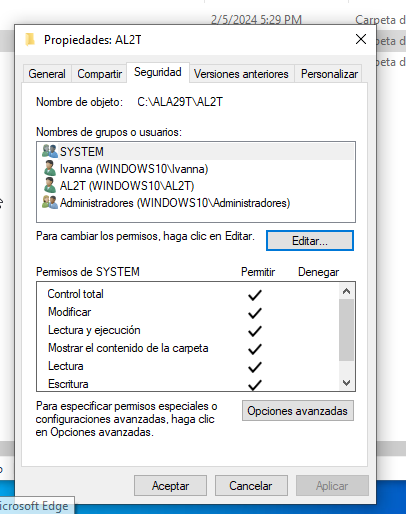 2/5/2024 5:29 PM Carpeta d
Propiedades: AL2T
Carpeta d
Carpeta d
General Compartir Seguridad Versiones anteriores Personalizar
Nombre de objeto: C:\ALA29T\AL2T
Nombres de grupos o usuarios:
SYSTEM
Ivanna (WINDOWS10\Ivanna)
AL2T (WINDOWS10\AL2T)
Administradores (WINDOWS10\Administradores)
Para cambiar los permisos, haga clic en Editar. Editar...
Permisos de SYSTEM Permitir Denegar
Control total
Modificar
Lectura y ejecución
Mostrar el contenido de la carpeta
Lectura
Escritura
Para especificar permisos especiales o
configuraciones avanzadas, haga clic
en Opciones avanzadas.
Opciones avanzadas
Aceptar Cancelar Aplicar
icrosoft Edge